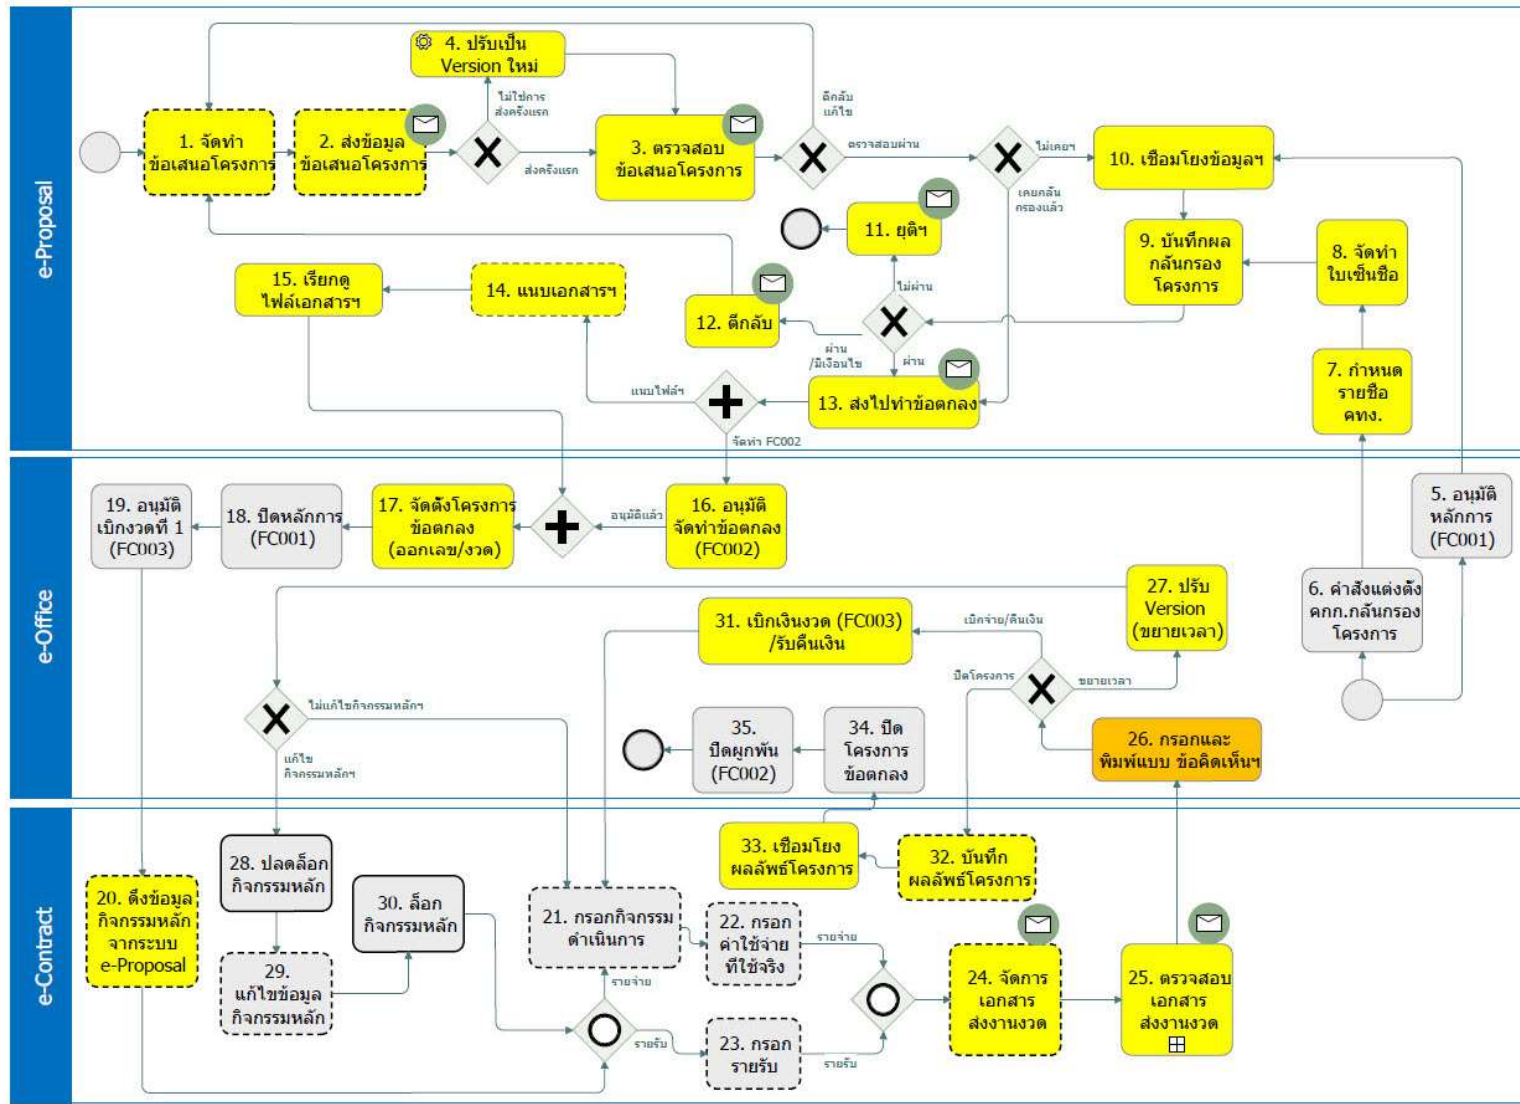 e-Proposal
4. ปรับเป็น
Version ใหม่
ไม่ใช่การ
ส่งครั้งแรก
ตีกลับ
แก้ไข
1. จัดทำ
ข้อเสนอโครงการ
2. ส่งข้อมูล
ข้อเสนอโครงการ
ส่งครั้งแรก
3. ตรวจสอบ
ข้อเสนอโครงการ
ตรวจสอบผ่าน
ไม่เคยฯ
เคยกลั่น
กรองแล้ว
10. เชื่อมโยงข้อมูลฯ
11. ยุติฯ
9. บันทึกผล
กลั่นกรอง
โครงการ
8. จัดทำ
ใบเซ็นชื่อ
15. เรียกดู
ไฟล์เอกสารฯ
14. แนบเอกสารฯ
12. ตีกลับ
ไม่ผ่าน
ผ่าน
/มีเงื่อนไข
ผ่าน
7. กำหนด
รายชื่อ
คทง.
แนบไฟล์ฯ
13. ส่งไปทำข้อตกลง
จัดทำ FC002
e-Office
19. อนุมัติ
เบิกงวดที่ 1
(FC003)
18. ปิดหลักการ
(FC001)
17. จัดตั้งโครงการ
ข้อตกลง
(ออกเลข/งวด)
อนุมัติแล้ว
16. อนุมัติ
จัดทำข้อตกลง
(FC002)
5. อนุมัติ
หลักการ
(FC001)
6. คำสั่งแต่งตั้ง
คกก.กลั่นกรอง
โครงการ
27. ปรับ
Version
(ขยายเวลา)
31. เบิกเงินงวด (FC003)
/รับคืนเงิน
เบิกจ่าย/คืนเงิน
ปิดโครงการ
ขยายเวลา
ไม่แก้ไขกิจกรรมหลักฯ
แก้ไข
กิจกรรมหลักฯ
35.
ปิดผูกพัน
(FC002)
34. ปิด
โครงการ
ข้อตกลง
26. กรอกและ
พิมพ์แบบ ข้อคิดเห็นฯ
e-Contract
20. ดึงข้อมูล
กิจกรรมหลัก
จากระบบ
e-Proposal
28. ปลดล็อก
กิจกรรมหลัก
29.
แก้ไขข้อมูล
กิจกรรมหลัก
30. ล็อก
กิจกรรมหลัก
33. เชื่อมโยง
ผลลัพธ์โครงการ
32. บันทึก
ผลลัพธ์โครงการ
21. กรอกกิจกรรม
ดำเนินการ
22. กรอก
ค่าใช้จ่าย
ที่ใช้จริง
รายจ่าย
รายจ่าย
รายรับ
23. กรอก
รายรับ
รายรับ
24. จัดการ
เอกสาร
ส่งงานงวด
25. ตรวจสอบ
เอกสาร
ส่งงานงวด